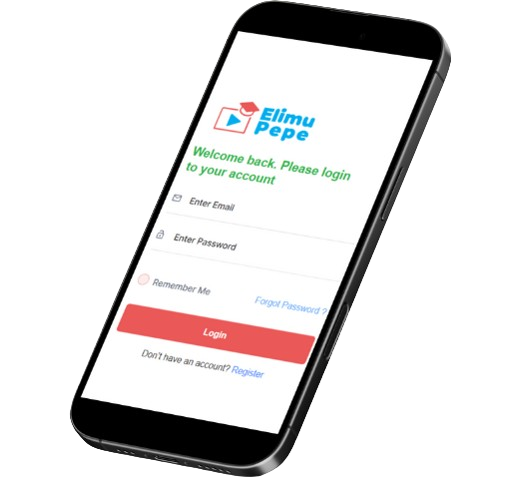 Elimu
Pepe
Welcome back. Please login
to your account
Enter Email
Enter Password
Remember Me
Forgot Password ?
Login
Don't have an account? Register